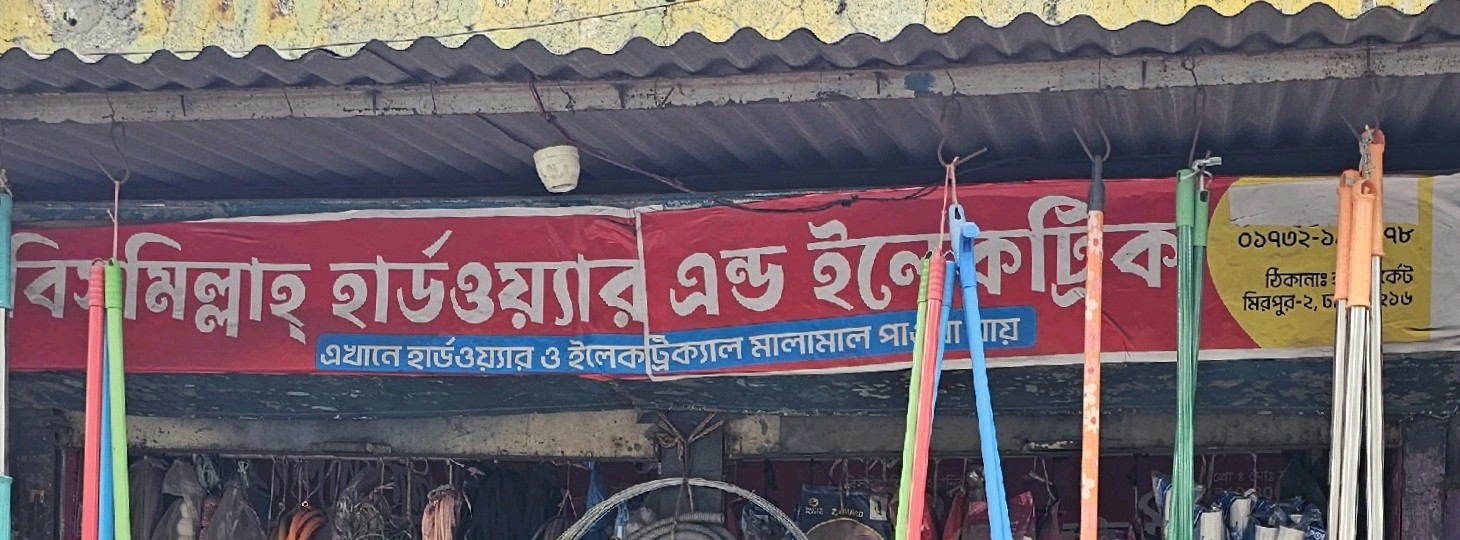 বিসমিল্লাহ্ হার্ডওয়্যার এন্ড ইলেকট্রিক
এখানে হার্ডওয়্যার ও ইলেকট্রিক্যাল মালামাল পাওয়া যায়
ঠিকানাঃ
মিরপুর-২,